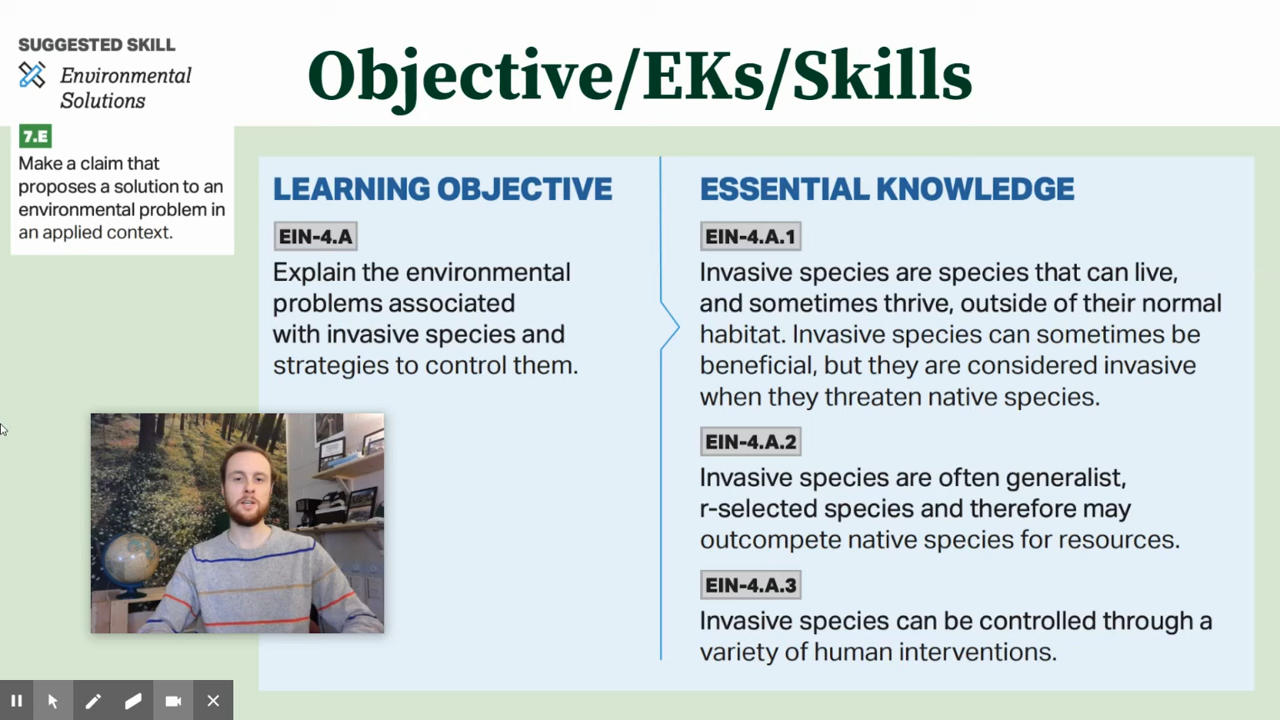 SUGGESTED SKILL
Environmental
Solutions
7.E
Make a claim that
proposes a solution to an
environmental problem in
an applied context.
Objective/EKs/Skills
LEARNING OBJECTIVE
EIN-4.A
Explain the environmental
problems associated
with invasive species and
strategies to control them.
ESSENTIAL KNOWLEDGE
EIN-4.A.1
Invasive species are species that can live,
and sometimes thrive, outside of their normal
habitat. Invasive species can sometimes be
beneficial, but they are considered invasive
when they threaten native species.
EIN-4.A.2
Invasive species are often generalist,
r-selected species and therefore may
outcompete native species for resources.
EIN-4.A.3
Invasive species can be controlled through a
variety of human interventions.